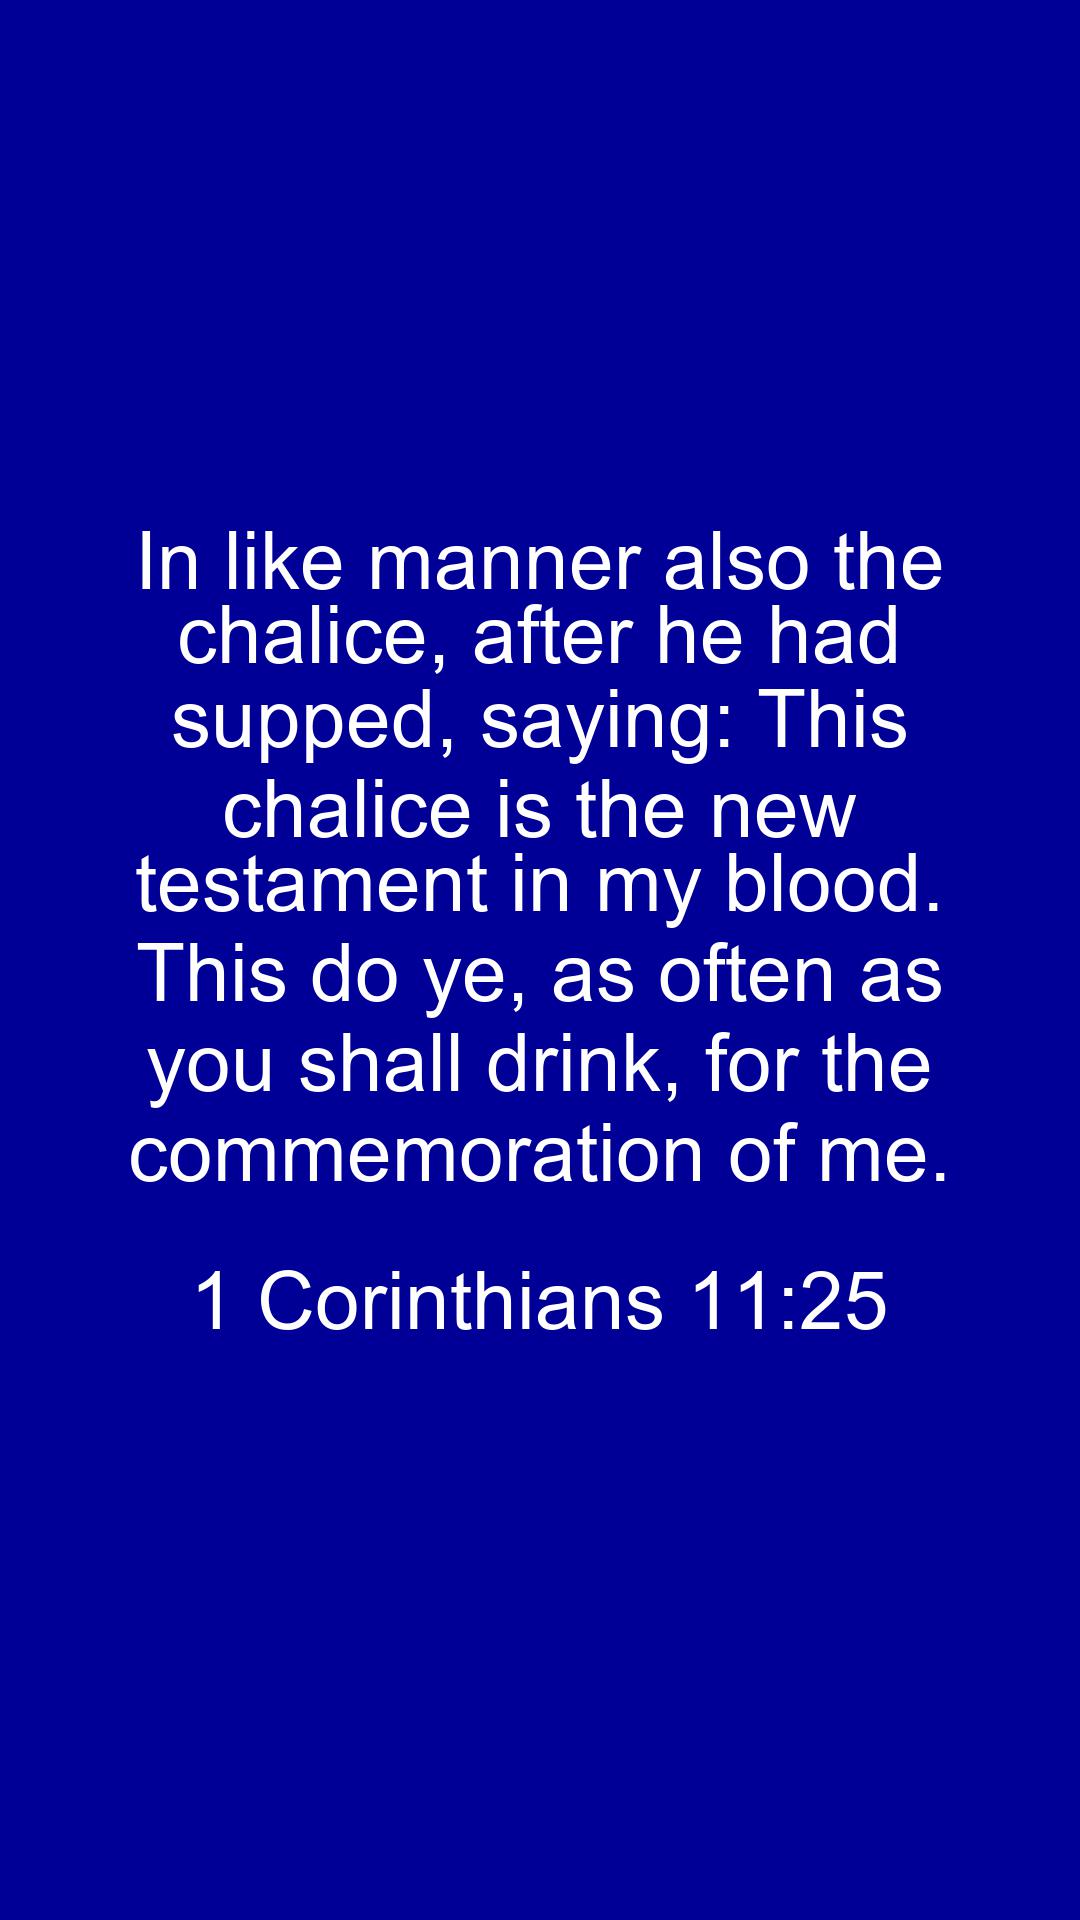 In like manner also the
chalice, after he had
supped, saying: This
chalice is the new
testament in my blood.
This do ye, as often as
you shall drink, for the
commemoration of me.
1 Corinthians 11:25